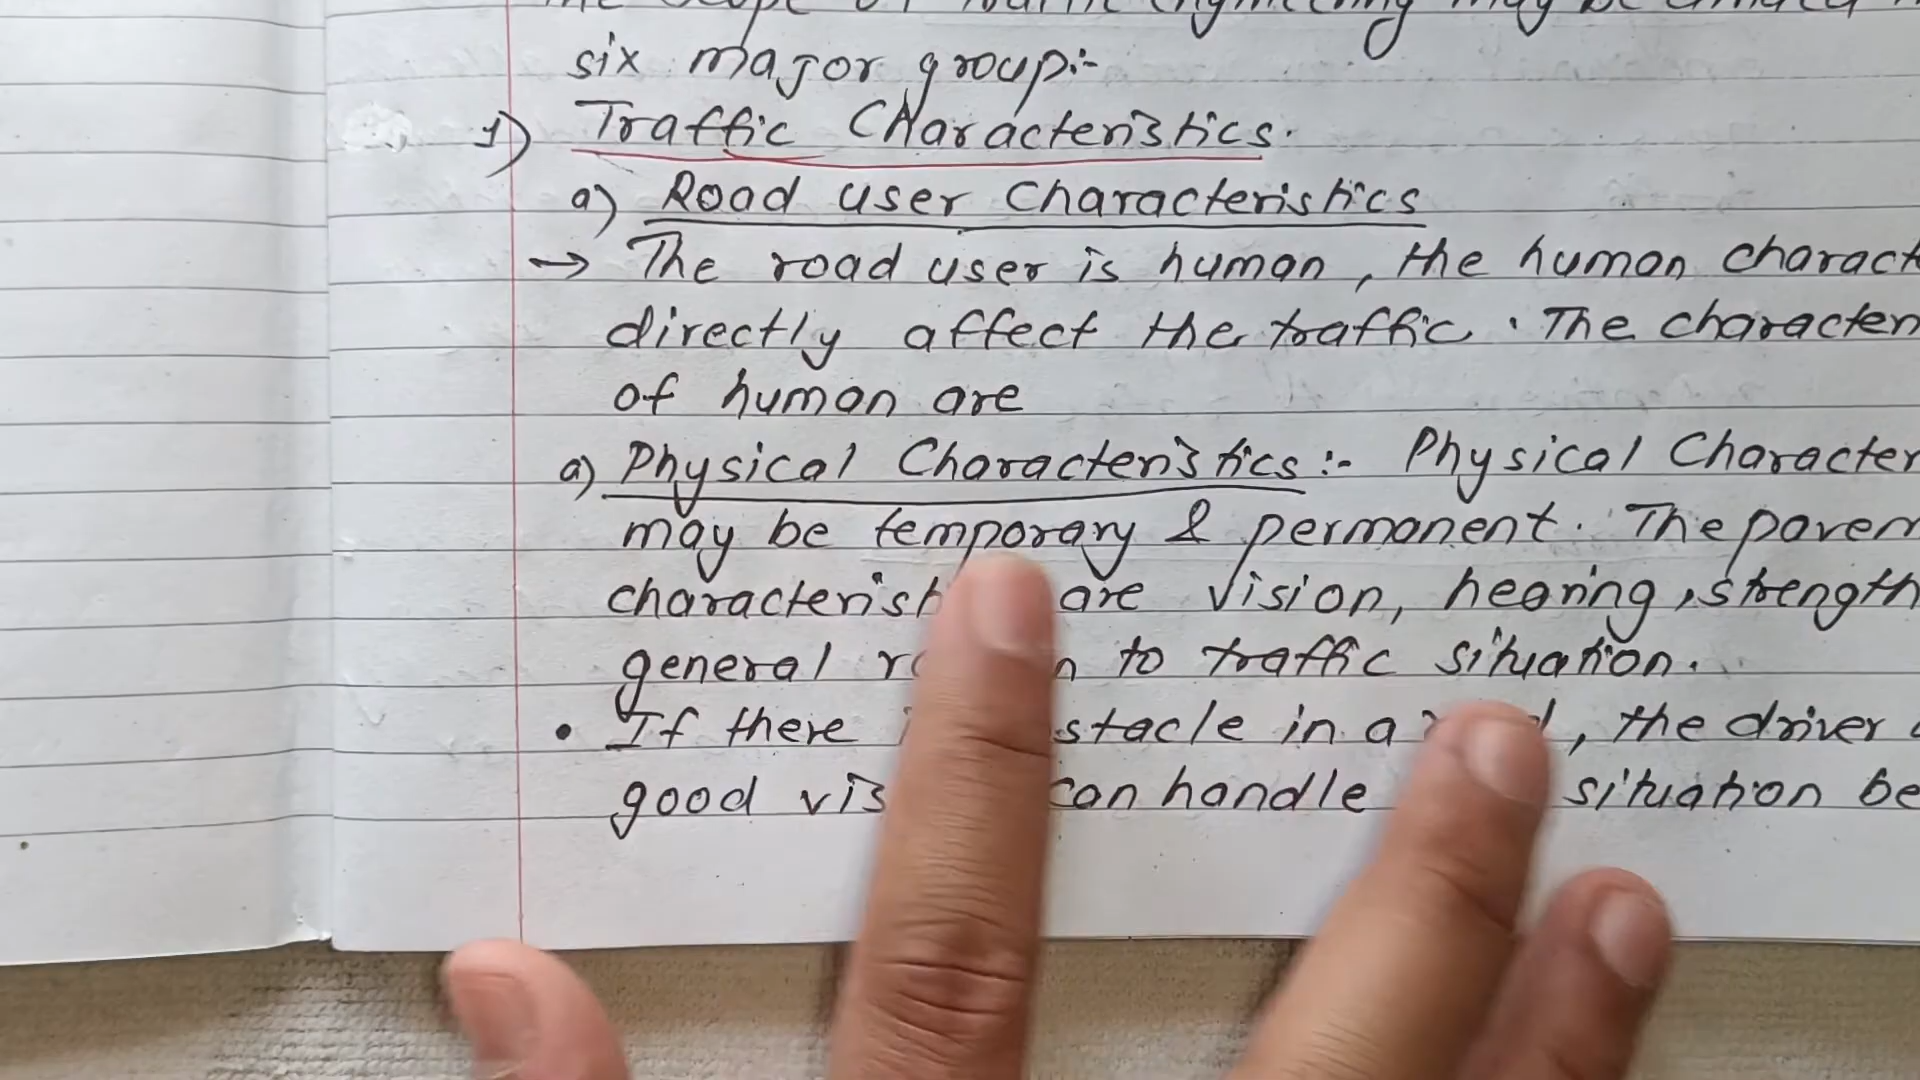 six major group:-
1) Traffic Characteristics.
a) Road user Characteristics
→ The road user is human, the human charact
directly affect the traffic. The characteri
of human are
a) Physical Characteristics:- Physical Character
may be temporary & permanent. The parem
characterist are vision, hearing, strength
general to traffic situation.
• If there stacle in a, the driver
good vis can handle situation be